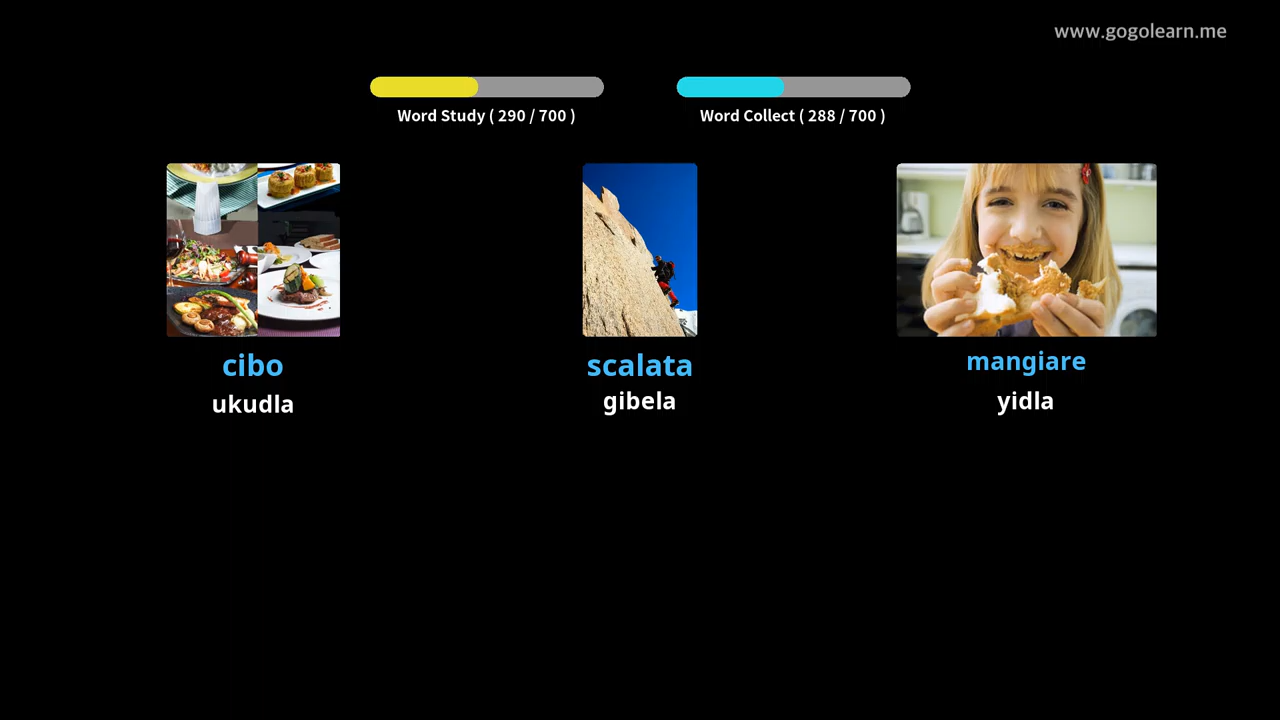 www.gogolearn.me
Word Study ( 290 / 700 )
Word Collect ( 288 / 700 )
cibo
ukudla
scalata
gibela
mangiare
yidla